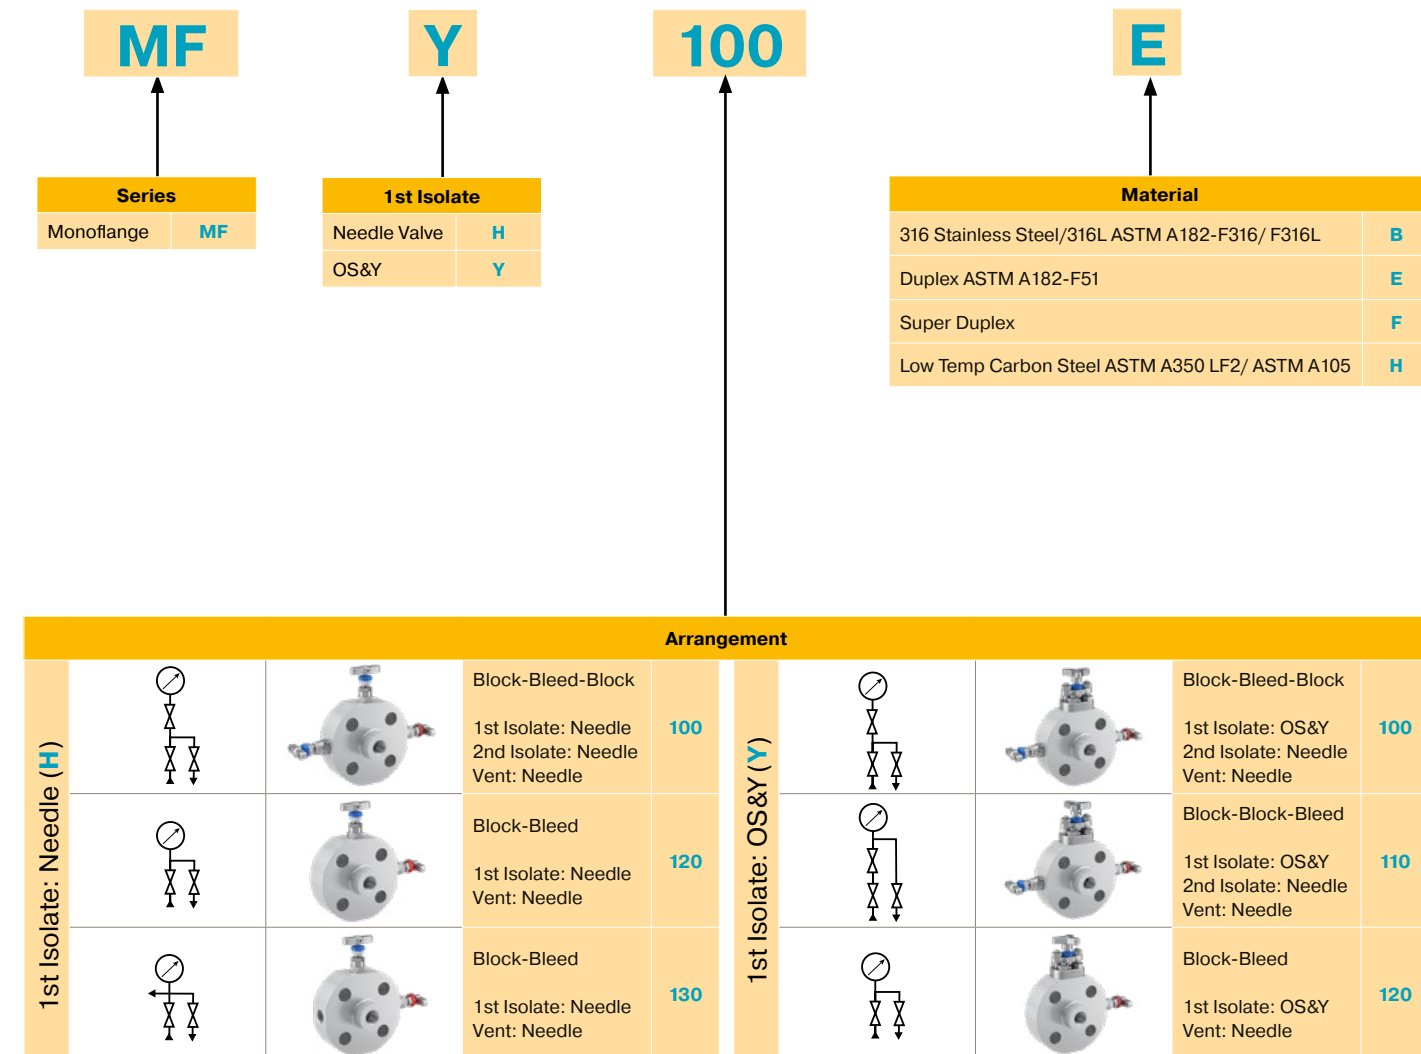 MF Y 100 E
Series
Monoflange MF
1st Isolate
Needle Valve H
OS&Y Y
Material
316 Stainless Steel/316L ASTM A182-F316/ F316L B
Duplex ASTM A182-F51 E
Super Duplex F
Low Temp Carbon Steel ASTM A350 LF2/ ASTM A105 H
Arrangement
1st Isolate: Needle (H)
Block-Bleed-Block
1st Isolate: Needle
2nd Isolate: Needle
Vent: Needle
100
Block-Bleed
1st Isolate: Needle
Vent: Needle
120
Block-Bleed
1st Isolate: Needle
Vent: Needle
130
1st Isolate: OS&Y (Y)
Block-Bleed-Block
1st Isolate: OS&Y
2nd Isolate: Needle
Vent: Needle
100
Block-Block-Bleed
1st Isolate: OS&Y
2nd Isolate: Needle
Vent: Needle
110
Block-Bleed
1st Isolate: OS&Y
Vent: Needle
120